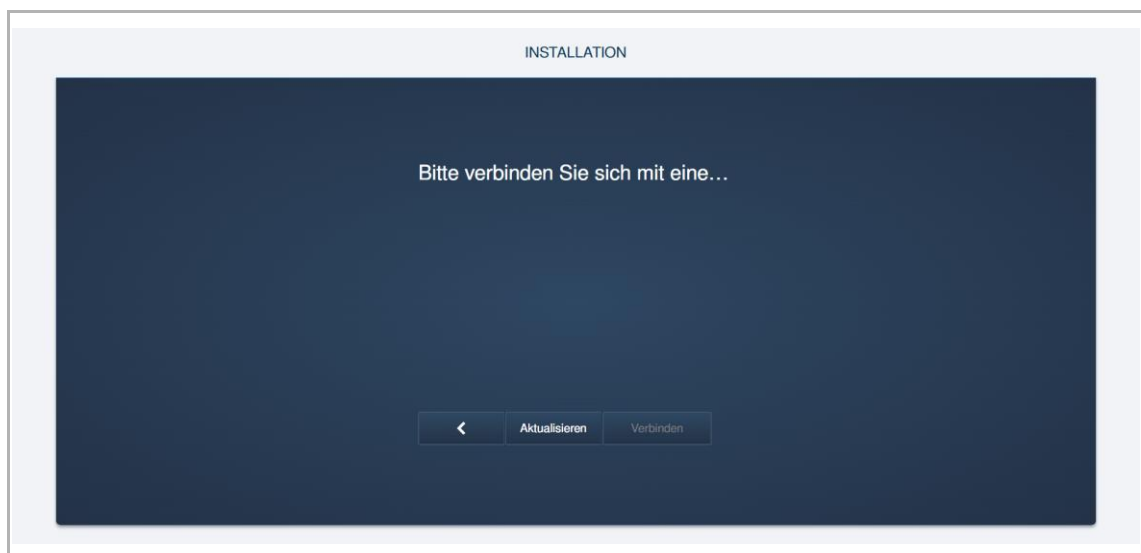 INSTALLATION
Bitte verbinden Sie sich mit eine...
Aktualisieren Verbinden